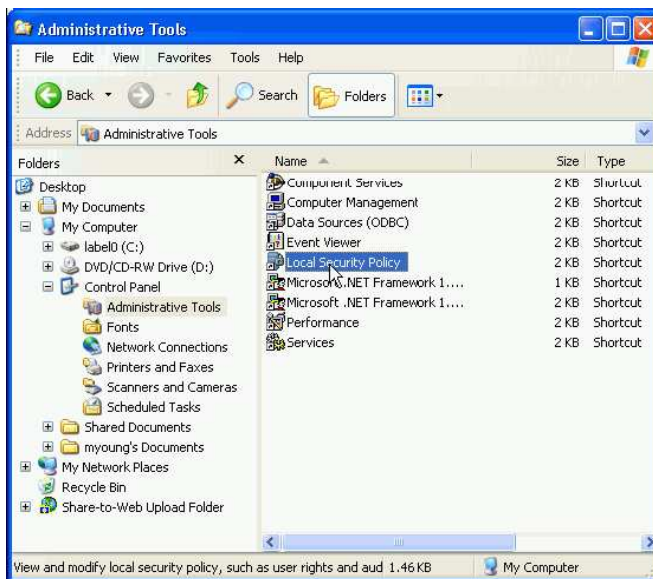 Administrative Tools
File Edit View Favorites Tools Help
Back Search Folders
Address Administrative Tools
Folders
Name Size Type
Desktop
My Documents
My Computer
label0 (C:)
DVD/CD-RW Drive (D:)
Control Panel
Administrative Tools
Fonts
Network Connections
Printers and Faxes
Scanners and Cameras
Scheduled Tasks
Shared Documents
myoung's Documents
My Network Places
Recycle Bin
Share-to-Web Upload Folder
Component Services 2 KB Shortcut
Computer Management 2 KB Shortcut
Data Sources (ODBC) 2 KB Shortcut
Event Viewer 2 KB Shortcut
Local Security Policy 2 KB Shortcut
Microsoft .NET Framework 1.... 1 KB Shortcut
Microsoft .NET Framework 1.... 2 KB Shortcut
Performance 2 KB Shortcut
Services 2 KB Shortcut
View and modify local security policy, such as user rights and aud 1.46 KB My Computer